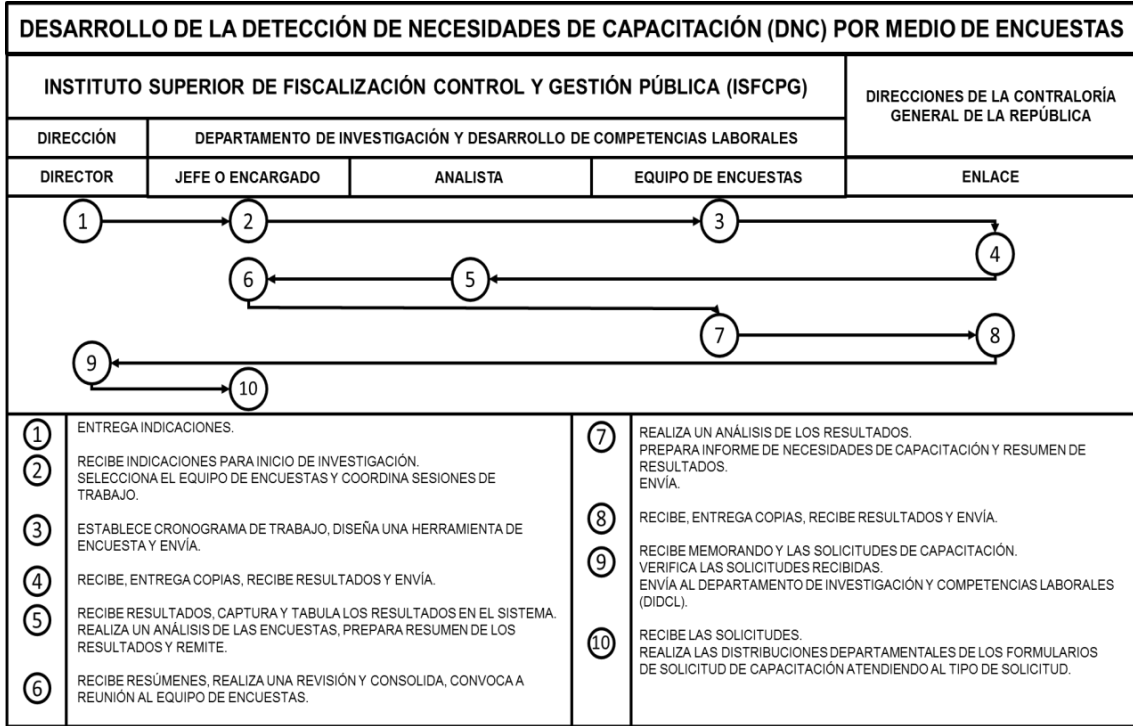 DESARROLLO DE LA DETECCIÓN DE NECESIDADES DE CAPACITACIÓN (DNC) POR MEDIO DE ENCUESTAS
INSTITUTO SUPERIOR DE FISCALIZACIÓN CONTROL Y GESTIÓN PÚBLICA (ISFCPG)
DIRECCIONES DE LA CONTRALORÍA
GENERAL DE LA REPÚBLICA
DIRECCIÓN
DEPARTAMENTO DE INVESTIGACIÓN Y DESARROLLO DE COMPETENCIAS LABORALES
DIRECTOR
JEFE O ENCARGADO
ANALISTA
EQUIPO DE ENCUESTAS
ENLACE
1
2
3
4
6
5
7
8
9
10
1
ENTREGA INDICACIONES.
2
RECIBE INDICACIONES PARA INICIO DE INVESTIGACIÓN.
SELECCIONA EL EQUIPO DE ENCUESTAS Y COORDINA SESIONES DE
TRABAJO.
3
ESTABLECE CRONOGRAMA DE TRABAJO, DISEÑA UNA HERRAMIENTA DE
ENCUESTA Y ENVÍA.
4
RECIBE, ENTREGA COPIAS, RECIBE RESULTADOS Y ENVÍA.
5
RECIBE RESULTADOS, CAPTURA Y TABULA LOS RESULTADOS EN EL SISTEMA.
REALIZA UN ANÁLISIS DE LAS ENCUESTAS, PREPARA RESUMEN DE LOS
RESULTADOS Y REMITE.
6
RECIBE RESÚMENES, REALIZA UNA REVISIÓN Y CONSOLIDA, CONVOCA A
REUNIÓN AL EQUIPO DE ENCUESTAS.
7
REALIZA UN ANÁLISIS DE LOS RESULTADOS.
PREPARA INFORME DE NECESIDADES DE CAPACITACIÓN Y RESUMEN DE
RESULTADOS.
ENVÍA.
8
RECIBE, ENTREGA COPIAS, RECIBE RESULTADOS Y ENVÍA.
9
RECIBE MEMORANDO Y LAS SOLICITUDES DE CAPACITACIÓN.
VERIFICA LAS SOLICITUDES RECIBIDAS.
ENVÍA AL DEPARTAMENTO DE INVESTIGACIÓN Y COMPETENCIAS LABORALES
(DIDCL).
10
RECIBE LAS SOLICITUDES.
REALIZA LAS DISTRIBUCIONES DEPARTAMENTALES DE LOS FORMULARIOS
DE SOLICITUD DE CAPACITACIÓN ATENDIENDO AL TIPO DE SOLICITUD.